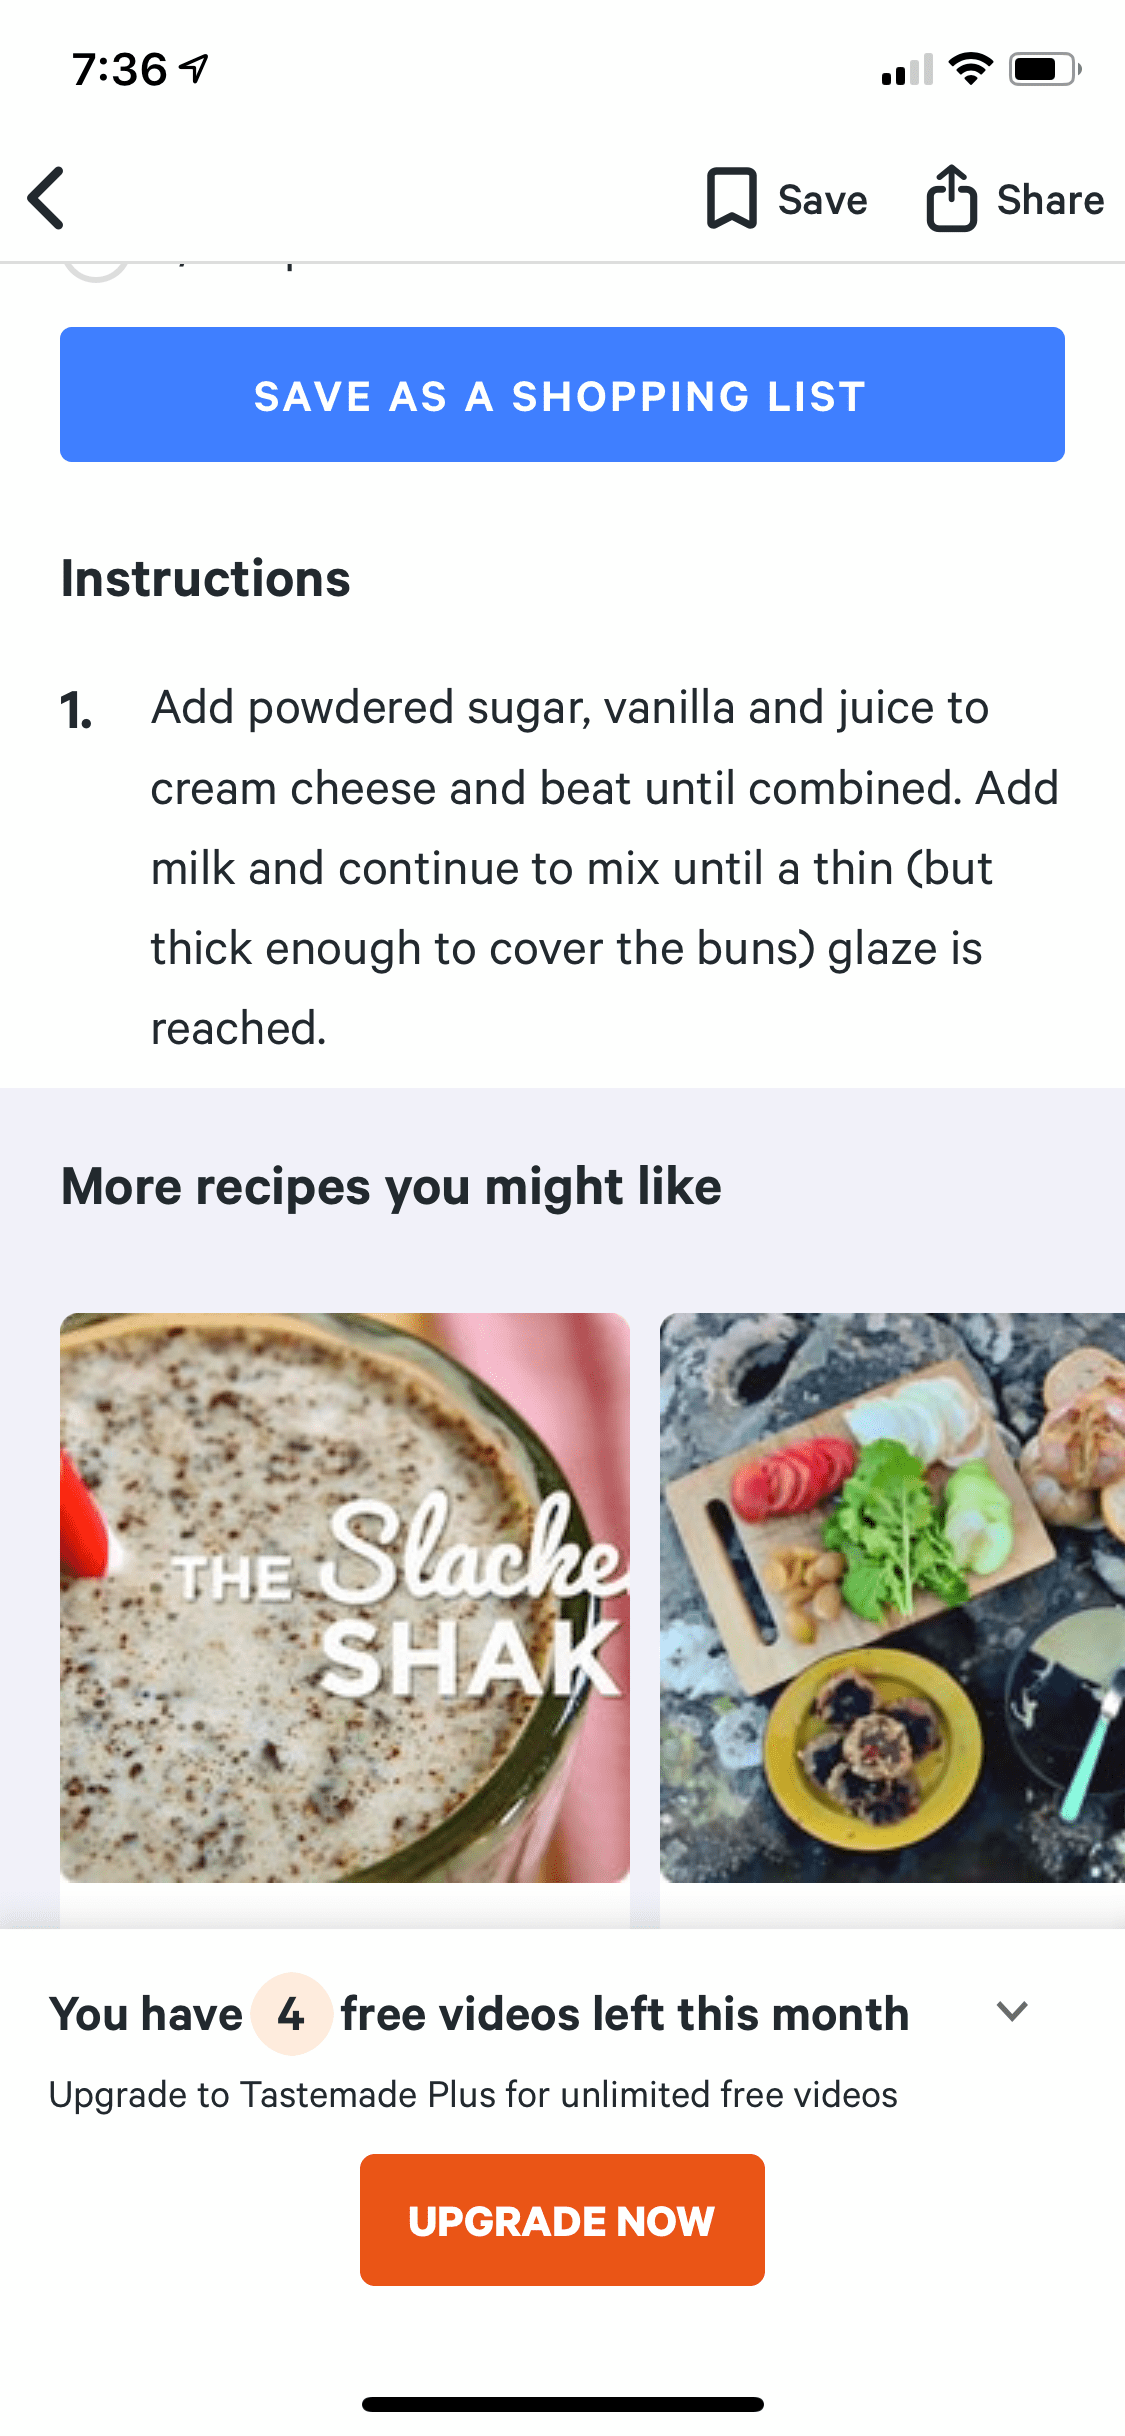 7:36
Save
Share
SAVE AS A SHOPPING LIST
Instructions
1. Add powdered sugar, vanilla and juice to
cream cheese and beat until combined. Add
milk and continue to mix until a thin (but
thick enough to cover the buns) glaze is
reached.
More recipes you might like
THE Slacke
SHAK
You have 4 free videos left this month
Upgrade to Tastemade Plus for unlimited free videos
UPGRADE NOW